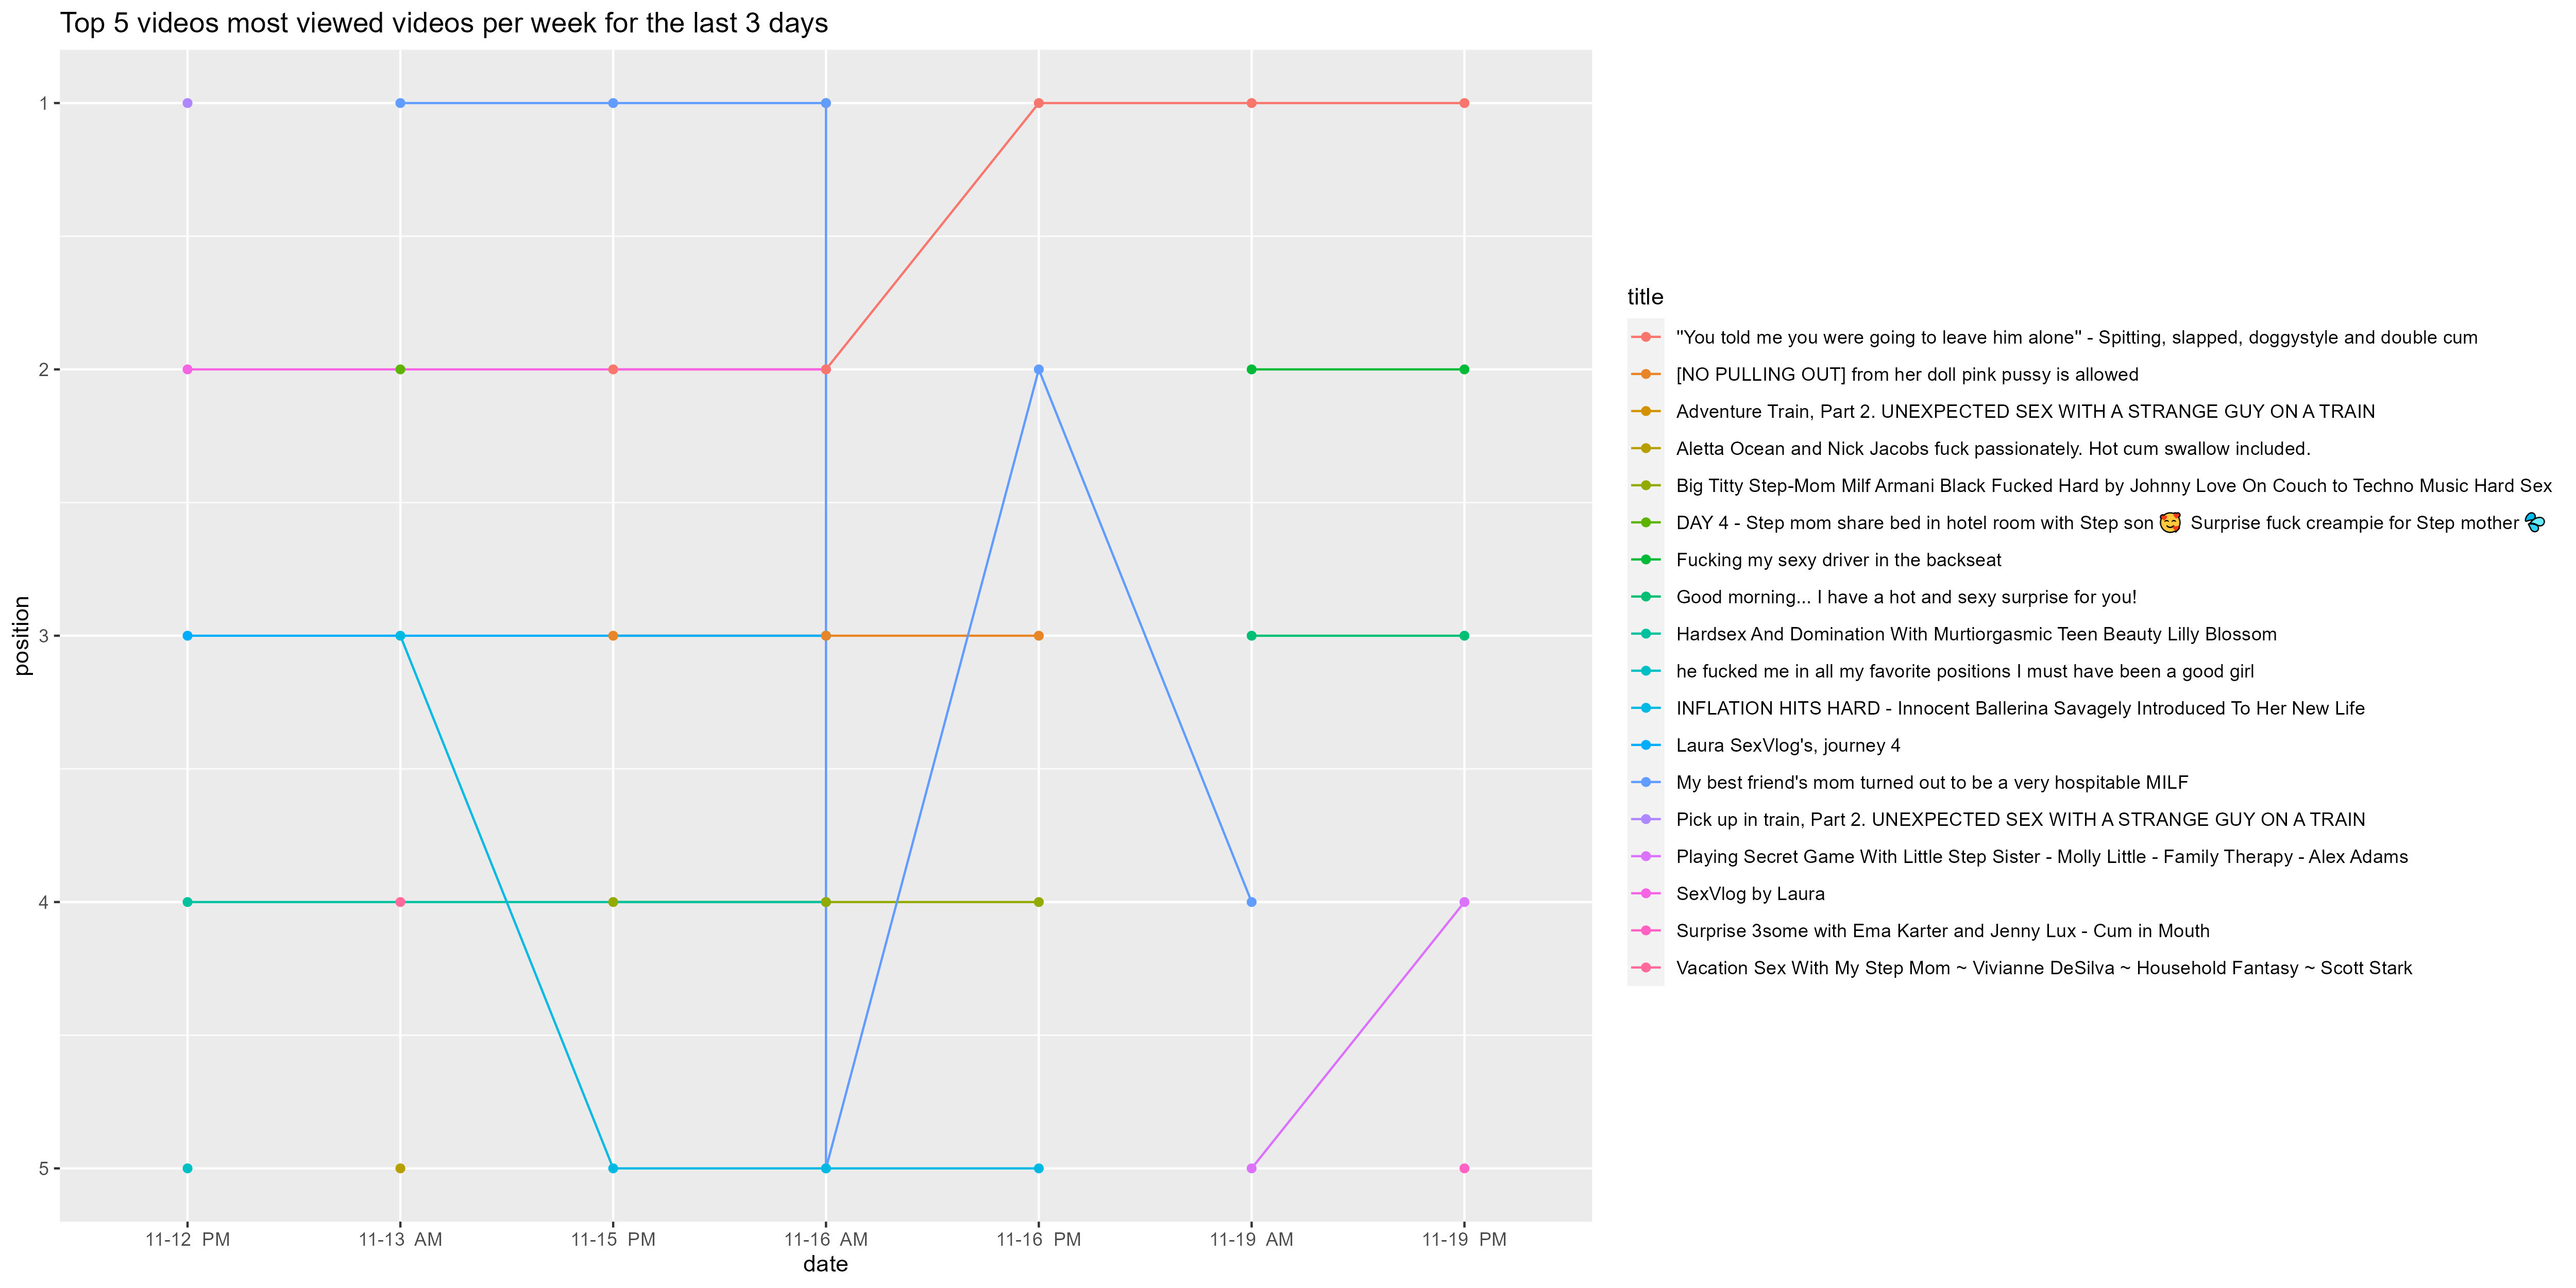 Top 5 videos most viewed videos per week for the last 3 days
position
1
2
3
4
5
11-12 PM
11-13 AM
11-15 PM
11-16 AM
11-16 PM
11-19 AM
11-19 PM
date
title
"You told me you were going to leave him alone" - Spitting, slapped, doggystyle and double cum
[NO PULLING OUT] from her doll pink pussy is allowed
Adventure Train, Part 2. UNEXPECTED SEX WITH A STRANGE GUY ON A TRAIN
Aletta Ocean and Nick Jacobs fuck passionately. Hot cum swallow included.
Big Titty Step-Mom Milf Armani Black Fucked Hard by Johnny Love On Couch to Techno Music Hard Sex
DAY 4 - Step mom share bed in hotel room with Step son 🥰 Surprise fuck creampie for Step mother 💦
Fucking my sexy driver in the backseat
Good morning... I have a hot and sexy surprise for you!
Hardsex And Domination With Murtiorgasmic Teen Beauty Lilly Blossom
he fucked me in all my favorite positions I must have been a good girl
INFLATION HITS HARD - Innocent Ballerina Savagely Introduced To Her New Life
Laura SexVlog's, journey 4
My best friend's mom turned out to be a very hospitable MILF
Pick up in train, Part 2. UNEXPECTED SEX WITH A STRANGE GUY ON A TRAIN
Playing Secret Game With Little Step Sister - Molly Little - Family Therapy - Alex Adams
SexVlog by Laura
Surprise 3some with Ema Karter and Jenny Lux - Cum in Mouth
Vacation Sex With My Step Mom ~ Vivianne DeSilva ~ Household Fantasy ~ Scott Stark